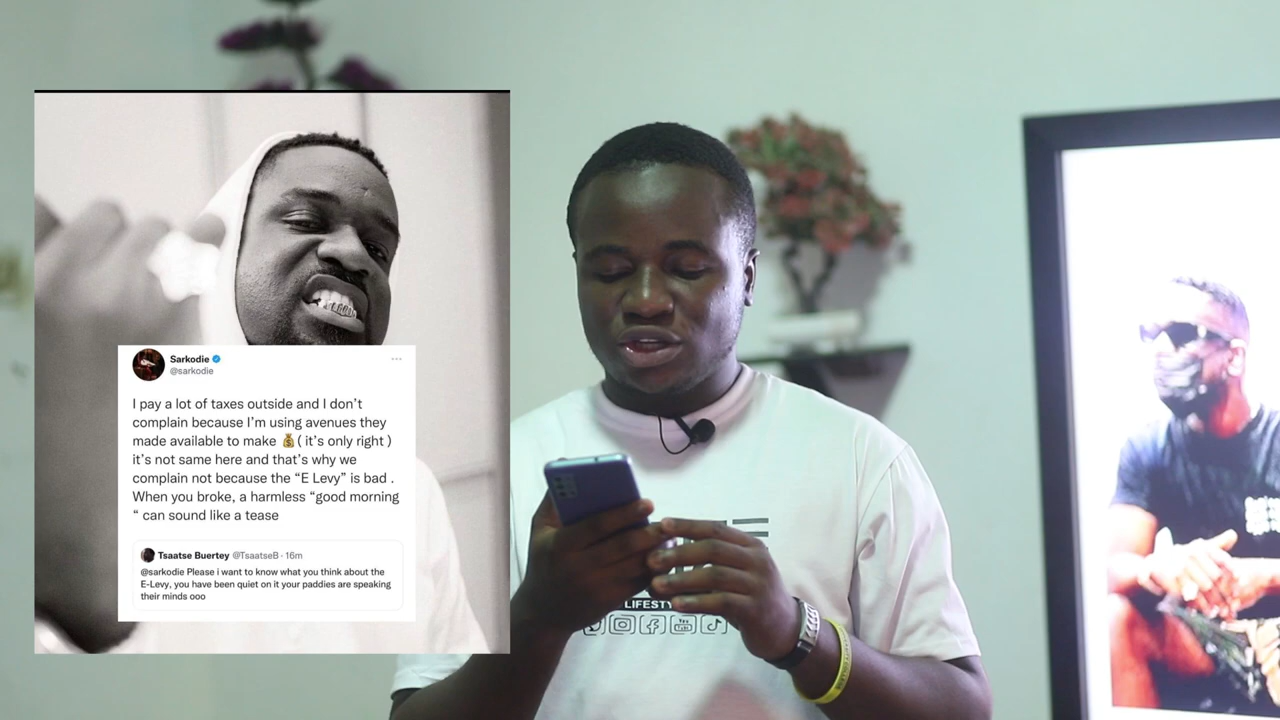 Sarkodie
@sarkodie
I pay a lot of taxes outside and I don't
complain because I'm using avenues they
made available to make 💰( it's only right )
it's not same here and that's why we
complain not because the “E Levy” is bad .
When you broke, a harmless “good morning
“ can sound like a tease
Tsaatse Buertey @TsaatseB · 16m
@sarkodie Please i want to know what you think about the
E-Levy, you have been quiet on it your paddies are speaking
their minds ooo